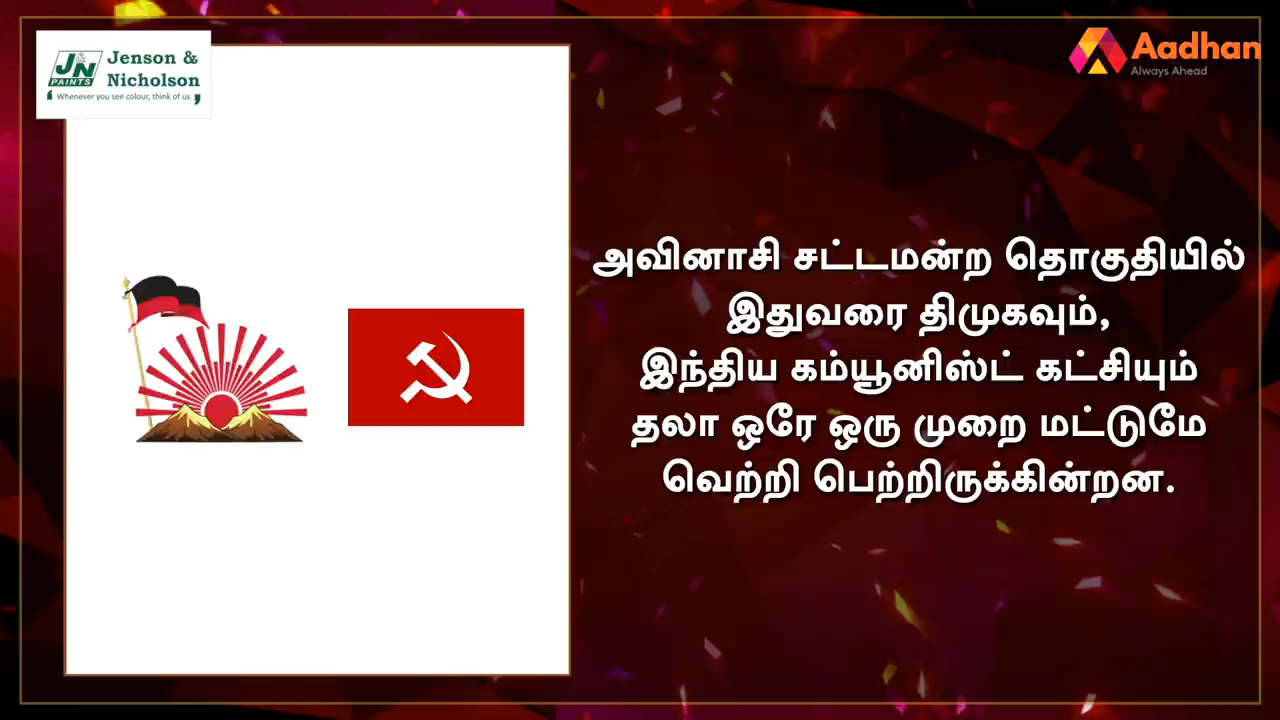 Jenson &
Nicholson
JN
PAINTS
Whenever you see colour, think of us
Aadhan
Always Ahead
அவினாசி சட்டமன்ற தொகுதியில்
இதுவரை திமுகவும்,
இந்திய கம்யூனிஸ்ட் கட்சியும்
தலா ஒரே ஒரு முறை மட்டுமே
வெற்றி பெற்றிருக்கின்றன.